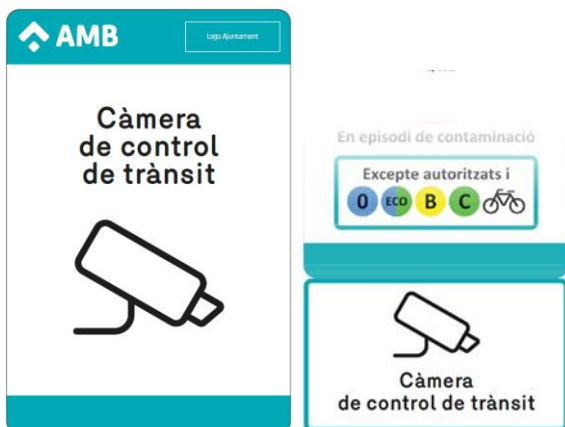 AMB
Logo Ajuntament
Càmera
de control
de trànsit
En episodi de contaminació
Excepte autoritzats i
0 ECO B C
Càmera
de control de trànsit